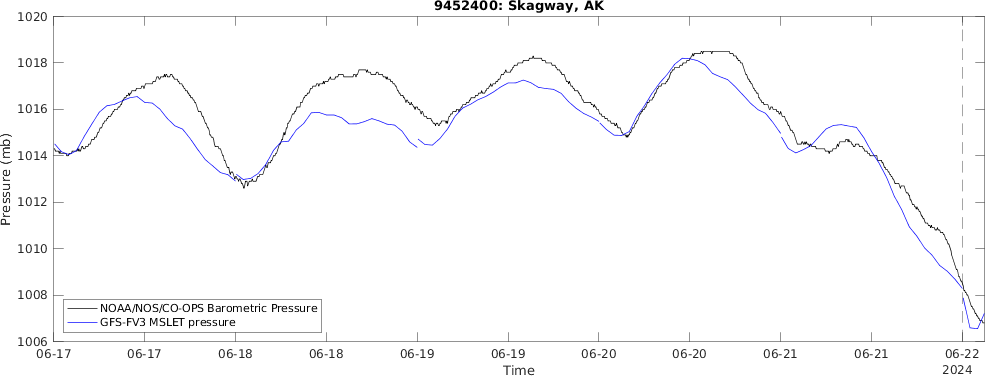 9452400: Skagway, AK
1020
1018
1016
1014
1012
1010
1008
1006
Pressure (mb)
NOAA/NOS/CO-OPS Barometric Pressure
GFS-FV3 MSLET pressure
06-17 06-17 06-18 06-18 06-19 06-19 06-20 06-20 06-21 06-21 06-22
Time 2024